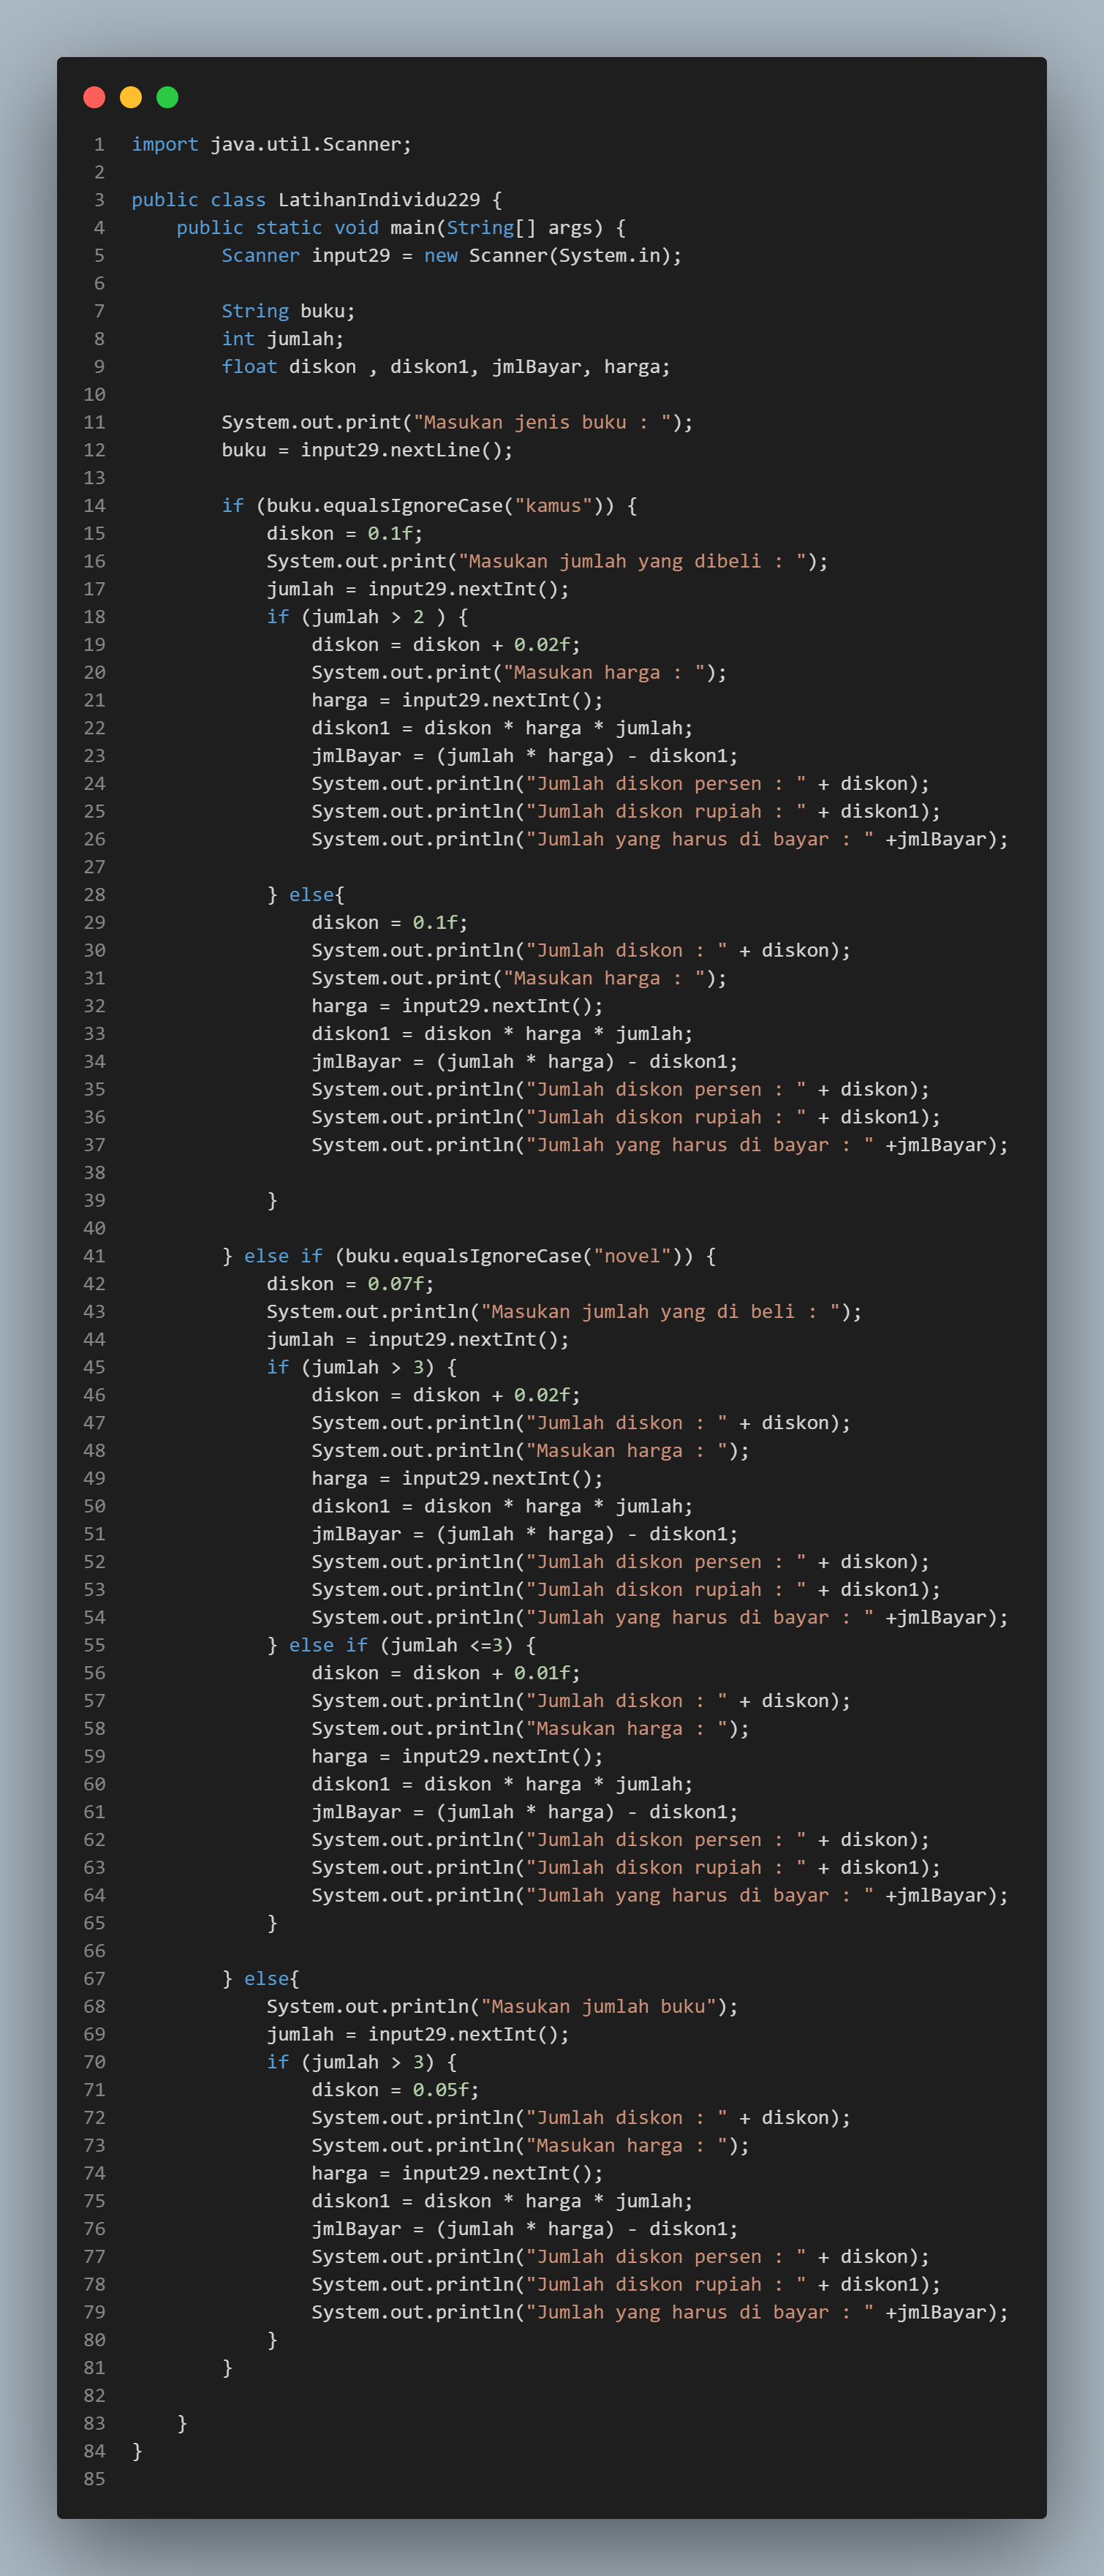 1 import java.util.Scanner;
2
3 public class LatihanIndividu229 {
4     public static void main(String[] args) {
5         Scanner input29 = new Scanner(System.in);
6
7         String buku;
8         int jumlah;
9         float diskon , diskon1, jmlBayar, harga;
10
11         System.out.print("Masukan jenis buku : ");
12         buku = input29.nextLine();
13
14         if (buku.equalsIgnoreCase("kamus")) {
15             diskon = 0.1f;
16             System.out.print("Masukan jumlah yang dibeli : ");
17             jumlah = input29.nextInt();
18             if (jumlah > 2 ) {
19                 diskon = diskon + 0.02f;
20                 System.out.print("Masukan harga : ");
21                 harga = input29.nextInt();
22                 diskon1 = diskon * harga * jumlah;
23                 jmlBayar = (jumlah * harga) - diskon1;
24                 System.out.println("Jumlah diskon persen : " + diskon);
25                 System.out.println("Jumlah diskon rupiah : " + diskon1);
26                 System.out.println("Jumlah yang harus di bayar : " +jmlBayar);
27
28             } else{
29                 diskon = 0.1f;
30                 System.out.println("Jumlah diskon : " + diskon);
31                 System.out.print("Masukan harga : ");
32                 harga = input29.nextInt();
33                 diskon1 = diskon * harga * jumlah;
34                 jmlBayar = (jumlah * harga) - diskon1;
35                 System.out.println("Jumlah diskon persen : " + diskon);
36                 System.out.println("Jumlah diskon rupiah : " + diskon1);
37                 System.out.println("Jumlah yang harus di bayar : " +jmlBayar);
38
39             }
40
41         } else if (buku.equalsIgnoreCase("novel")) {
42             diskon = 0.07f;
43             System.out.println("Masukan jumlah yang di beli : ");
44             jumlah = input29.nextInt();
45             if (jumlah > 3) {
46                 diskon = diskon + 0.02f;
47                 System.out.println("Jumlah diskon : " + diskon);
48                 System.out.println("Masukan harga : ");
49                 harga = input29.nextInt();
50                 diskon1 = diskon * harga * jumlah;
51                 jmlBayar = (jumlah * harga) - diskon1;
52                 System.out.println("Jumlah diskon persen : " + diskon);
53                 System.out.println("Jumlah diskon rupiah : " + diskon1);
54                 System.out.println("Jumlah yang harus di bayar : " +jmlBayar);
55             } else if (jumlah <=3) {
56                 diskon = diskon + 0.01f;
57                 System.out.println("Jumlah diskon : " + diskon);
58                 System.out.println("Masukan harga : ");
59                 harga = input29.nextInt();
60                 diskon1 = diskon * harga * jumlah;
61                 jmlBayar = (jumlah * harga) - diskon1;
62                 System.out.println("Jumlah diskon persen : " + diskon);
63                 System.out.println("Jumlah diskon rupiah : " + diskon1);
64                 System.out.println("Jumlah yang harus di bayar : " +jmlBayar);
65             }
66
67         } else{
68             System.out.println("Masukan jumlah buku");
69             jumlah = input29.nextInt();
70             if (jumlah > 3) {
71                 diskon = 0.05f;
72                 System.out.println("Jumlah diskon : " + diskon);
73                 System.out.println("Masukan harga : ");
74                 harga = input29.nextInt();
75                 diskon1 = diskon * harga * jumlah;
76                 jmlBayar = (jumlah * harga) - diskon1;
77                 System.out.println("Jumlah diskon persen : " + diskon);
78                 System.out.println("Jumlah diskon rupiah : " + diskon1);
79                 System.out.println("Jumlah yang harus di bayar : " +jmlBayar);
80             }
81         }
82
83     }
84 }
85